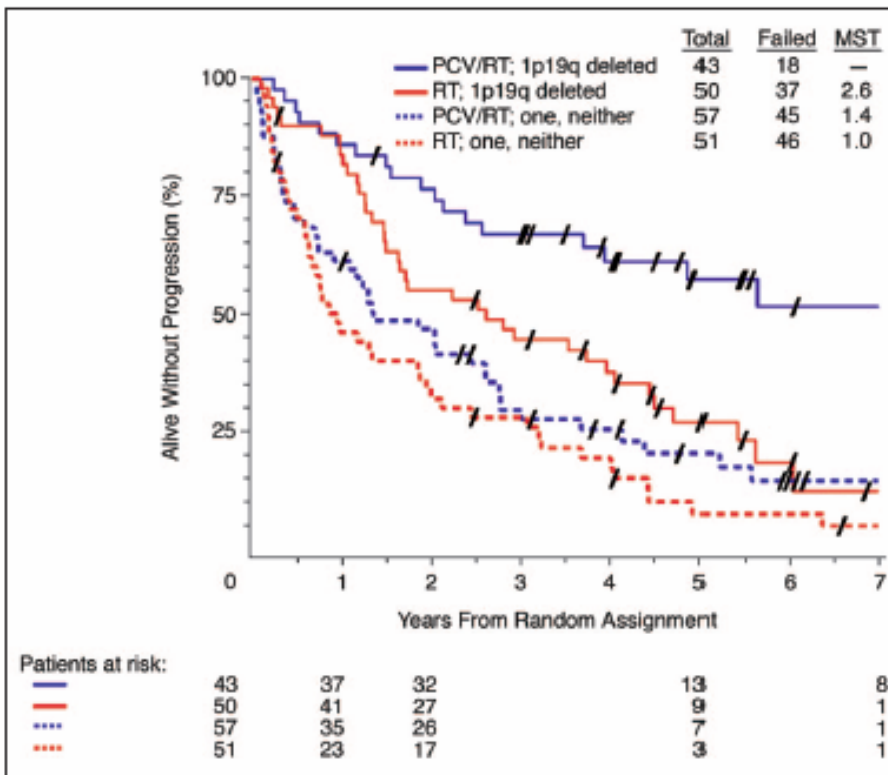 Total Failed MST
PCV/RT; 1p19q deleted 43 18 —
RT; 1p19q deleted 50 37 2.6
PCV/RT; one, neither 57 45 1.4
RT; one, neither 51 46 1.0
100
75
50
25
Alive Without Progression (%)
0 1 2 3 4 5 6 7
Years From Random Assignment
Patients at risk:
43 37 32 13 8
50 41 27 9 1
57 35 26 7 1
51 23 17 3 1